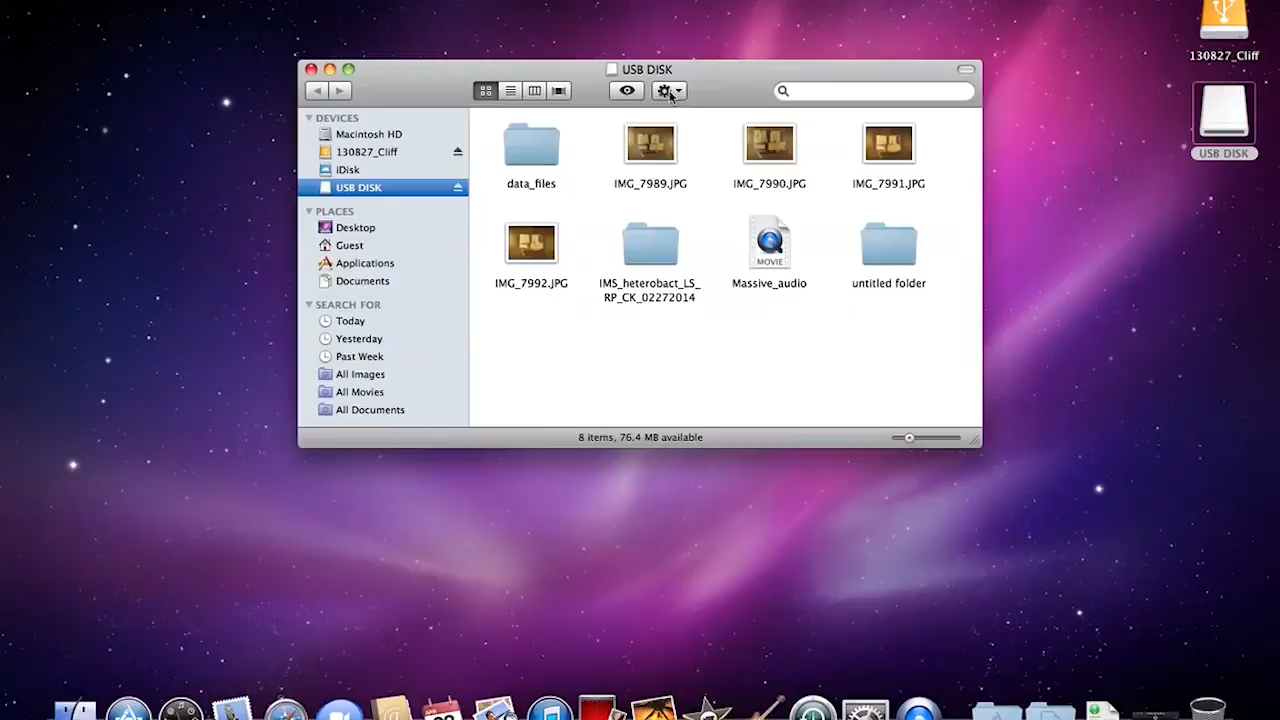 130827_Cliff
USB DISK
USB DISK
DEVICES
Macintosh HD
130827_Cliff
iDisk
USB DISK
PLACES
Desktop
Guest
Applications
Documents
SEARCH FOR
Today
Yesterday
Past Week
All Images
All Movies
All Documents
data_files
IMG_7989.JPG
IMG_7990.JPG
IMG_7991.JPG
IMG_7992.JPG
IMS_heterobact_LS_
RP_CK_02272014
MOVIE
Massive_audio
untitled folder
8 items, 76.4 MB available